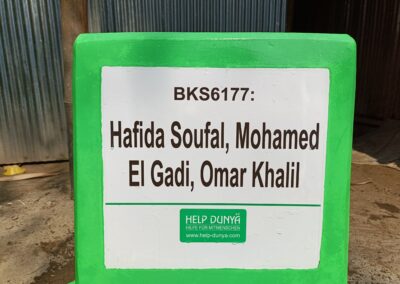 BKS6177:
Hafida Soufal, Mohamed
El Gadi, Omar Khalil
HELP DUNYA
HILFE FÜR MITMENSCHEN
www.help-dunya.com